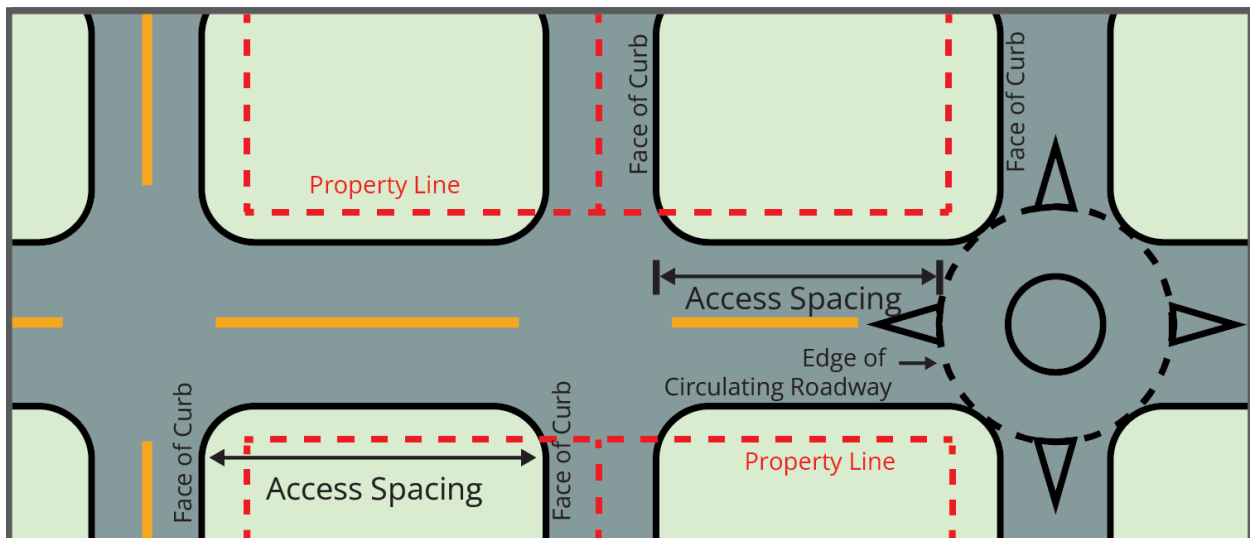 Face of Curb
Face of Curb
Property Line
Access Spacing
Edge of
Circulating Roadway
Face of Curb
Face of Curb
Property Line
Access Spacing